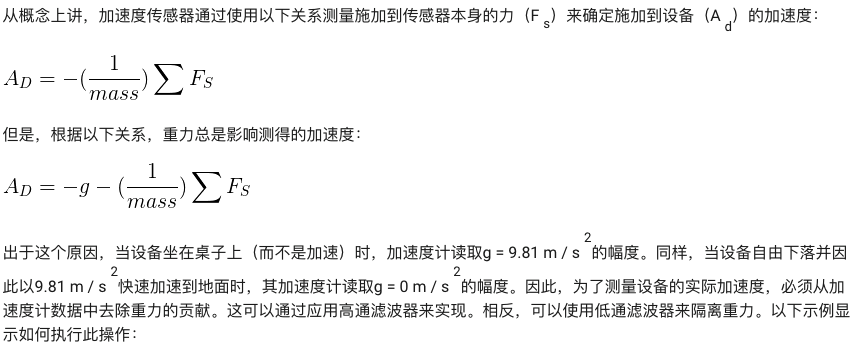 从概念上讲，加速度传感器通过使用以下关系测量施加到传感器本身的力（F s）来确定施加到设备（A d）的加速度：
A_D = −(1/mass) ∑ F_S
但是，根据以下关系，重力总是影响测得的加速度：
A_D = −g − (1/mass) ∑ F_S
出于这个原因，当设备坐在桌子上（而不是加速）时，加速度计读取g = 9.81 m / s 2的幅度。同样，当设备自由下落并因
此以9.81 m / s 2快速加速到地面时，其加速度计读取g = 0 m / s 2的幅度。因此，为了测量设备的实际加速度，必须从加
速度计数据中去除重力的贡献。这可以通过应用高通滤波器来实现。相反，可以使用低通滤波器来隔离重力。以下示例显
示如何执行此操作：